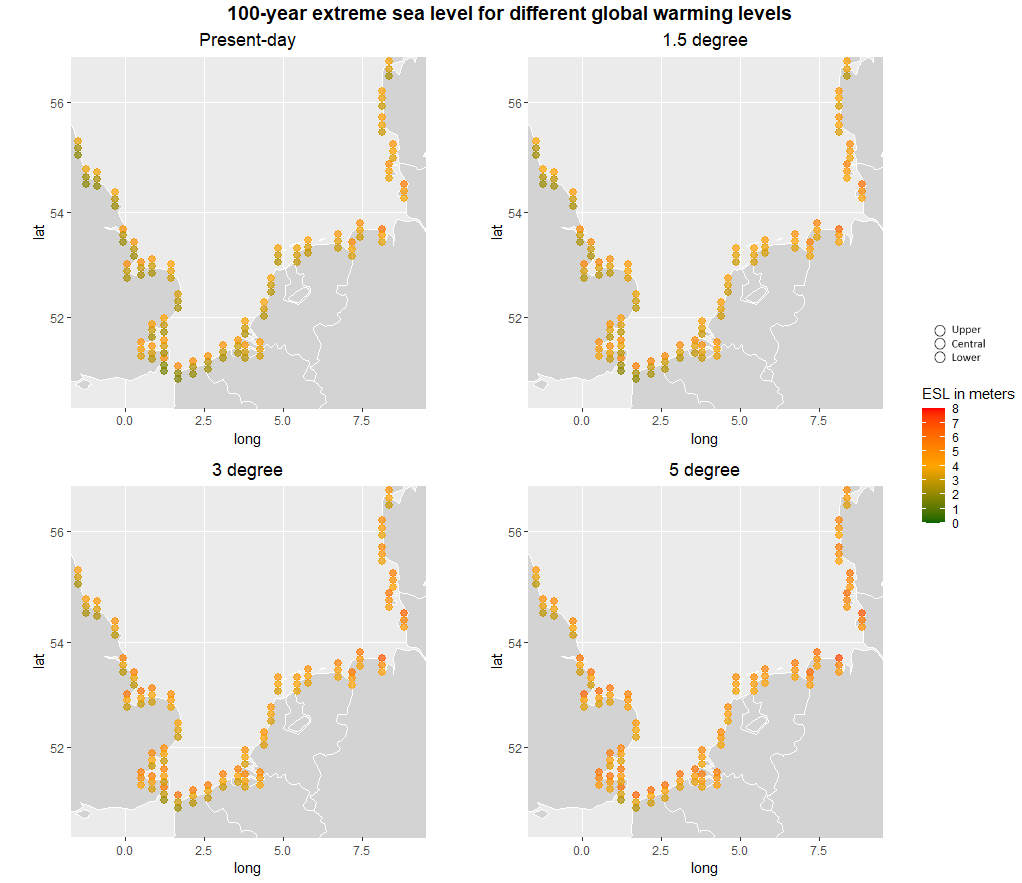 100-year extreme sea level for different global warming levels
Present-day
1.5 degree
56
54
52
lat
0.0 2.5 5.0 7.5
long
56
54
52
lat
0.0 2.5 5.0 7.5
long
Upper
Central
Lower
ESL in meters
8
7
6
5
4
3
2
1
0
3 degree
5 degree
56
54
52
lat
0.0 2.5 5.0 7.5
long
56
54
52
lat
0.0 2.5 5.0 7.5
long